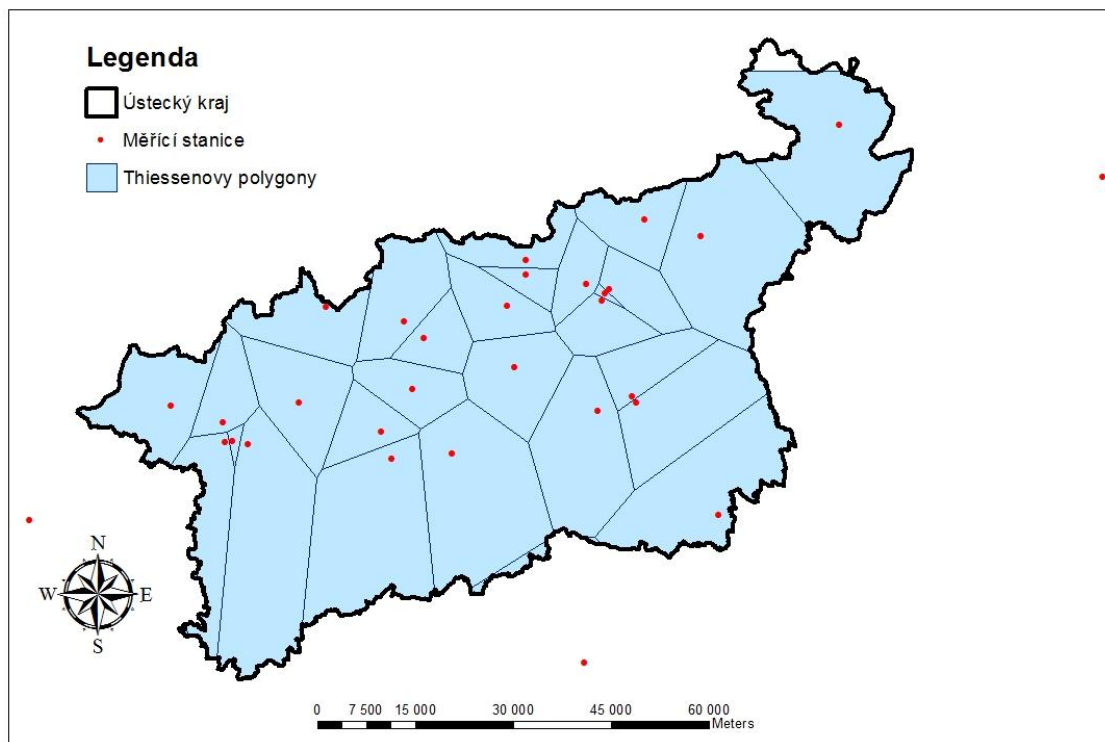 Legenda
Ústecký kraj
Měřící stanice
Thiessenovy polygony
N
W E
S
0 7 500 15 000 30 000 45 000 60 000
Meters